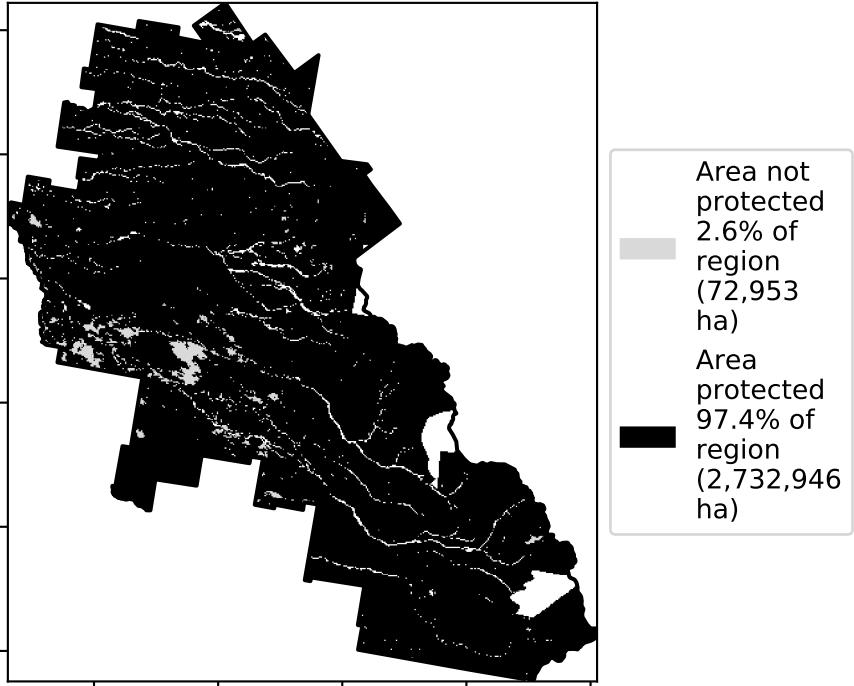 Area not
protected
2.6% of
region
(72,953
ha)
Area
protected
97.4% of
region
(2,732,946
ha)